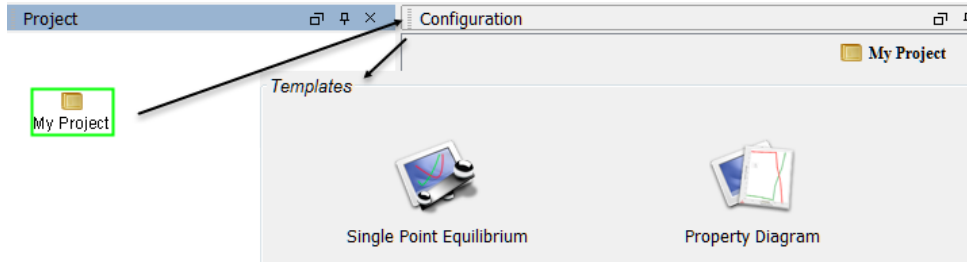 Project
Configuration
My Project
Templates
My Project
Single Point Equilibrium
Property Diagram